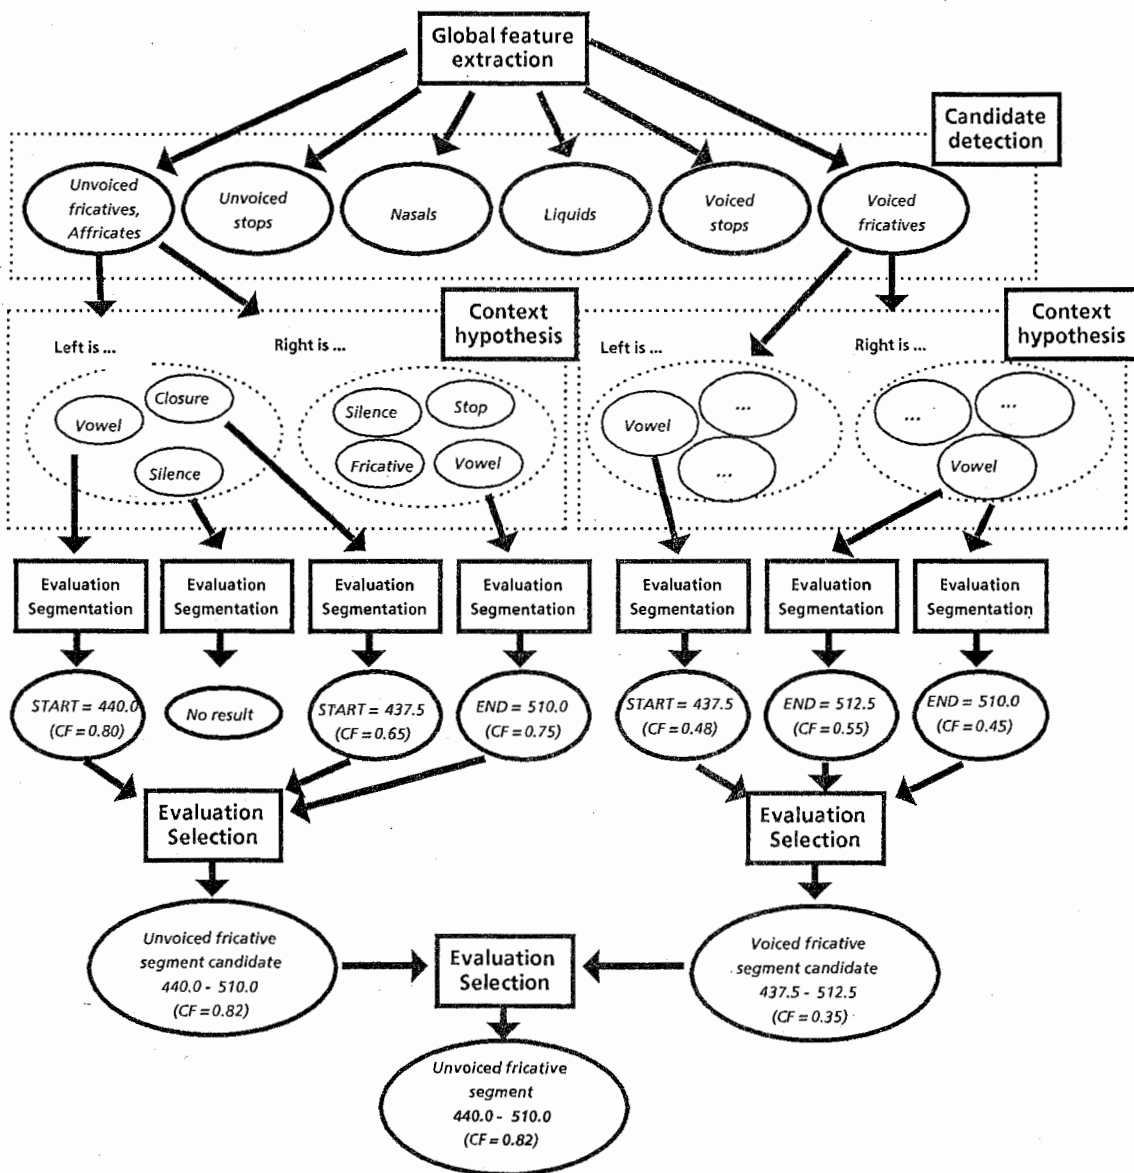 Global feature
extraction
Candidate
detection
Unvoiced
fricatives,
Affricates
Unvoiced
stops
Nasals
Liquids
Voiced
stops
Voiced
fricatives
Context
hypothesis
Left is ...
Right is ...
Vowel
Closure
Silence
Silence
Stop
Fricative
Vowel
Context
hypothesis
Left is ...
Right is ...
Vowel
...
...
...
...
Vowel
Evaluation
Segmentation
Evaluation
Segmentation
Evaluation
Segmentation
Evaluation
Segmentation
Evaluation
Segmentation
Evaluation
Segmentation
Evaluation
Segmentation
START = 440.0
(CF = 0.80)
No result
START = 437.5
(CF = 0.65)
END = 510.0
(CF = 0.75)
START = 437.5
(CF = 0.48)
END = 512.5
(CF = 0.55)
END = 510.0
(CF = 0.45)
Evaluation
Selection
Evaluation
Selection
Unvoiced fricative
segment candidate
440.0 - 510.0
(CF = 0.82)
Evaluation
Selection
Voiced fricative
segment candidate
437.5 - 512.5
(CF = 0.35)
Unvoiced fricative
segment
440.0 - 510.0
(CF = 0.82)